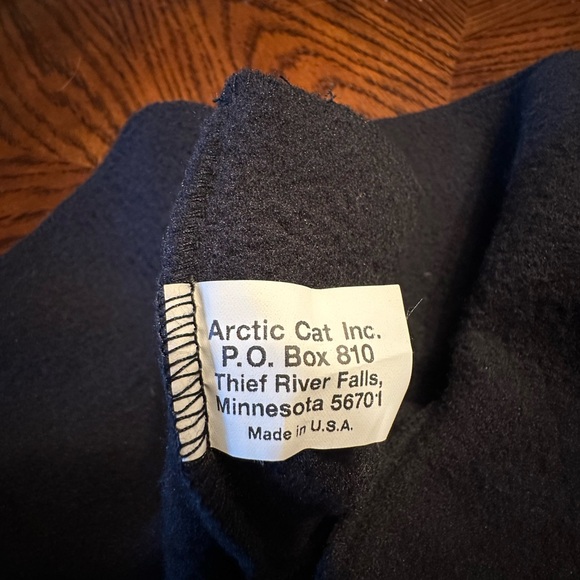 Arctic Cat Inc.
P.O. Box 810
Thief River Falls,
Minnesota 56701
Made in U.S.A.